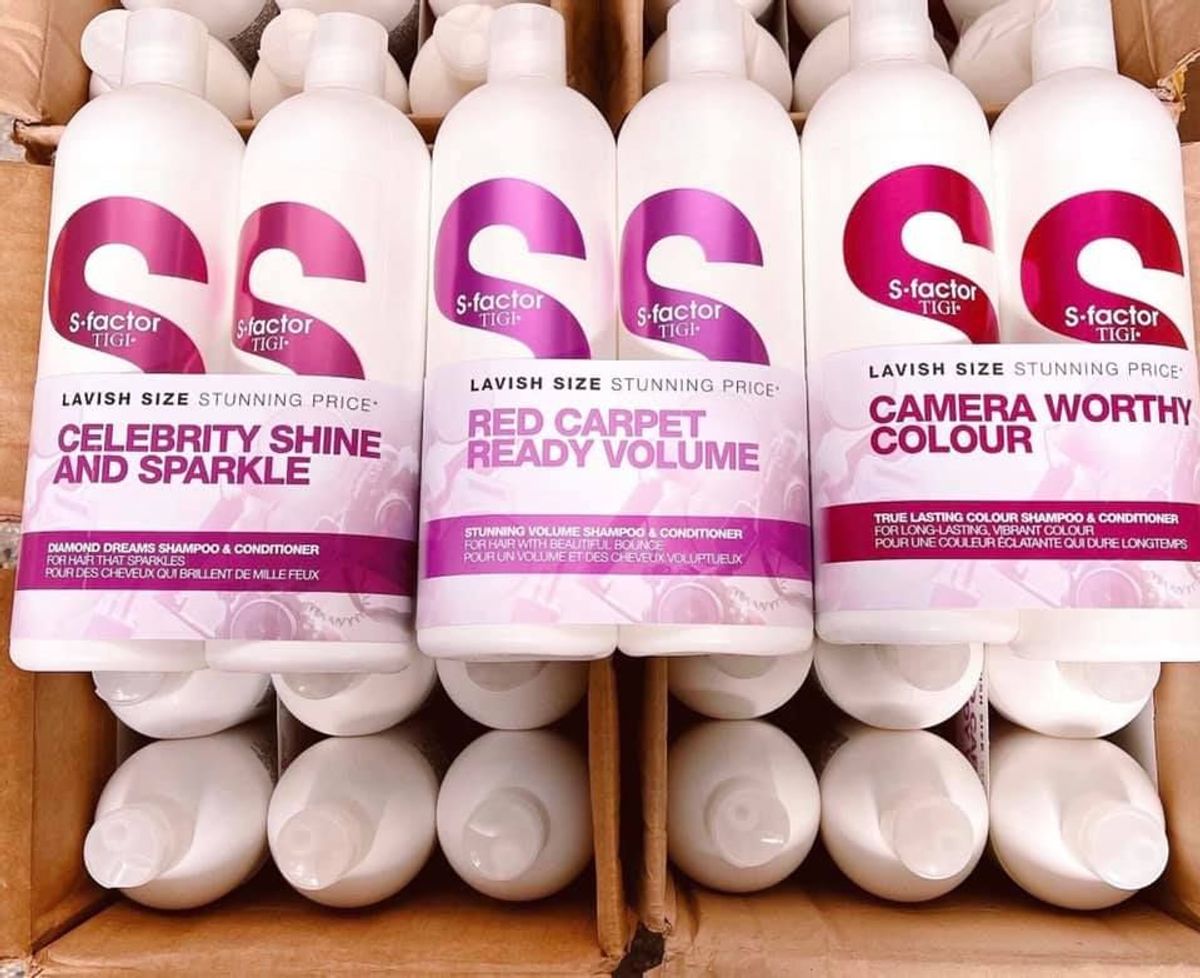 S·factor
TIGI·
S·factor
TIGI·
LAVISH SIZE STUNNING PRICE·
CELEBRITY SHINE
AND SPARKLE
DIAMOND DREAMS SHAMPOO & CONDITIONER
FOR HAIR THAT SPARKLES
POUR DES CHEVEUX QUI BRILLENT DE MILLE FEUX
S·factor
TIGI·
S·factor
TIGI·
LAVISH SIZE STUNNING PRICE·
RED CARPET
READY VOLUME
STUNNING VOLUME SHAMPOO & CONDITIONER
FOR HAIR WITH BEAUTIFUL BOUNCE
POUR UN VOLUME ET DES CHEVEUX VOLUPTUEUX
S·factor
TIGI·
S·factor
TIGI·
LAVISH SIZE STUNNING PRICE·
CAMERA WORTHY
COLOUR
TRUE LASTING COLOUR SHAMPOO & CONDITIONER
FOR LONG-LASTING, VIBRANT COLOUR
POUR UNE COULEUR ÉCLATANTE QUI DURE LONGTEMPS